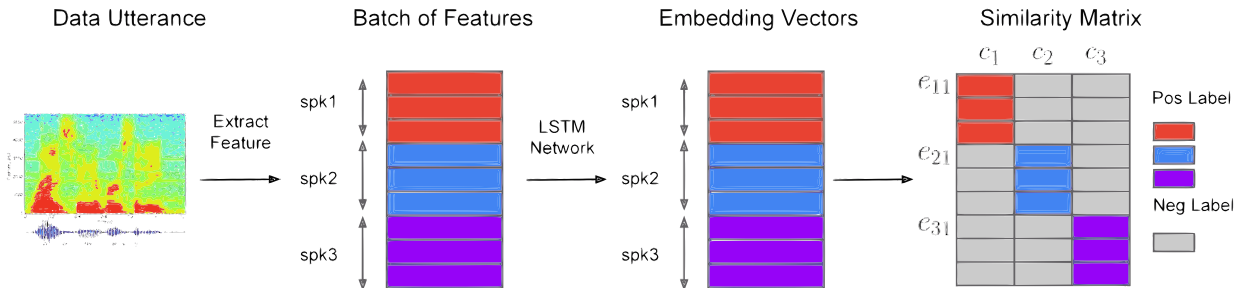 Data Utterance
Batch of Features
Embedding Vectors
Similarity Matrix
c1 c2 c3
e11
e21
e31
Extract
Feature
spk1
spk2
spk3
LSTM
Network
spk1
spk2
spk3
Pos Label
Neg Label